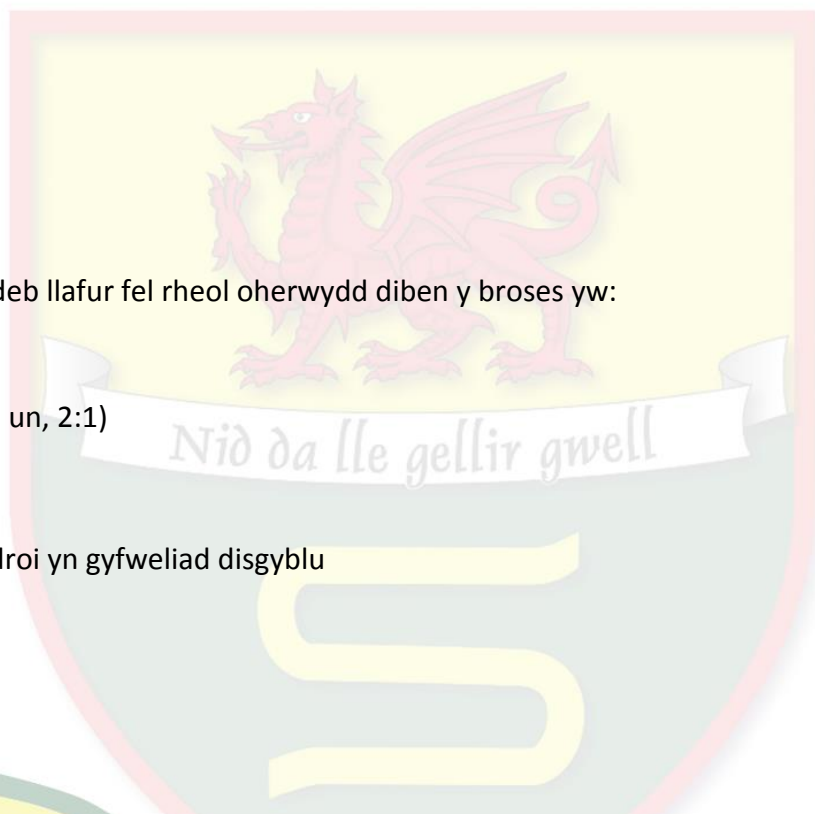 deb llafur fel rheol oherwydd diben y broses yw:
un, 2:1)
Nid da lle gellir gwell
droi yn gyfweliad disgyblu